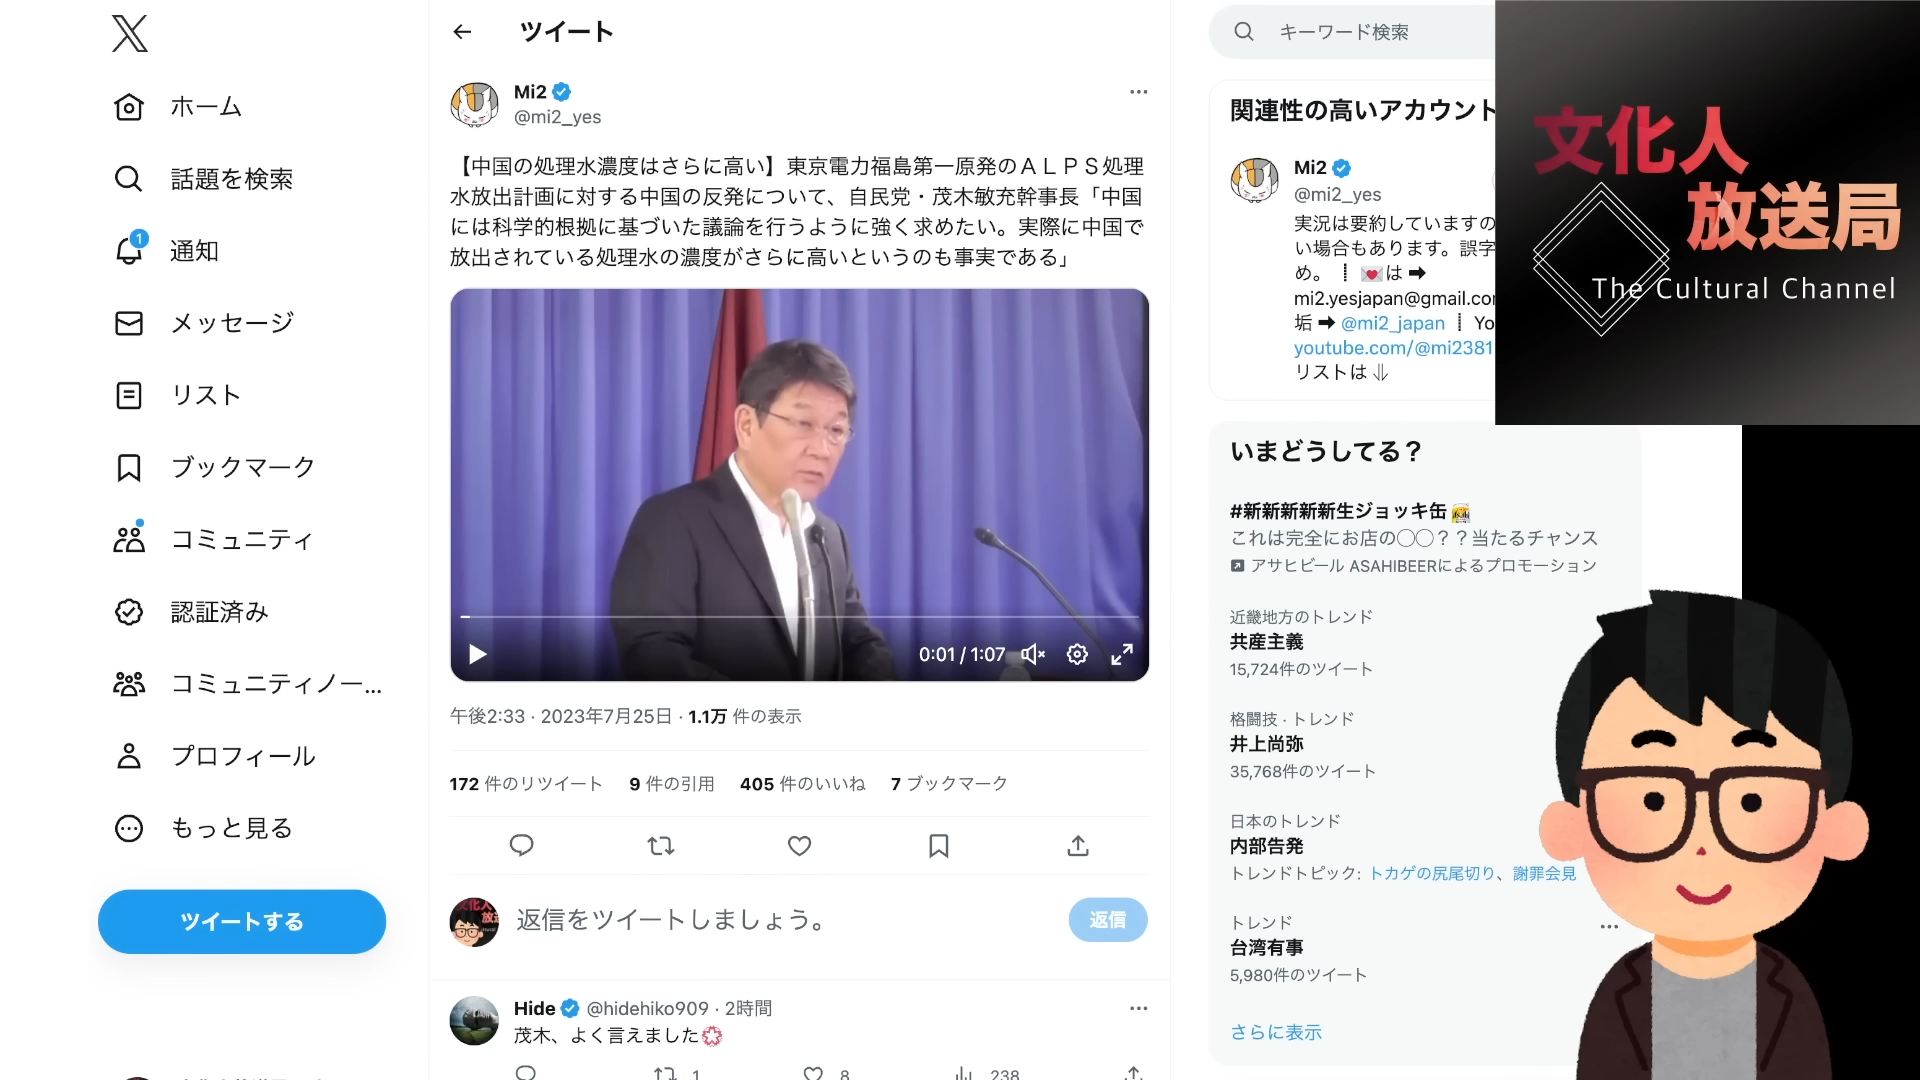 ホーム
話題を検索
1
通知
メッセージ
リスト
ブックマーク
コミュニティ
認証済み
コミュニティノー...
プロフィール
もっと見る
ツイートする
ツイート
Mi2
@mi2_yes
【中国の処理水濃度はさらに高い】東京電力福島第一原発のＡＬＰＳ処理
水放出計画に対する中国の反発について、自民党・茂木敏充幹事長「中国
には科学的根拠に基づいた議論を行うように強く求めたい。実際に中国で
放出されている処理水の濃度がさらに高いというのも事実である」
0:01 / 1:07
午後2:33 · 2023年7月25日 · 1.1万 件の表示
172 件のリツイート 9 件の引用 405 件のいいね 7 ブックマーク
返信をツイートしましょう。
返信
Hide @hidehiko909 · 2時間
茂木、よく言えました💮
1 8 238
キーワード検索
関連性の高いアカウント
Mi2
@mi2_yes
実況は要約していますの
い場合もあります。誤字
め。┋💌は➡
mi2.yesjapan@gmail.com
垢➡@mi2_japan┋Yo
youtube.com/@mi2381
リストは⇓
いまどうしてる？
#新新新新新生ジョッキ缶
これは完全にお店の◯◯？？当たるチャンス
アサヒビール ASAHIBEERによるプロモーション
近畿地方のトレンド
共産主義
15,724件のツイート
格闘技 · トレンド
井上尚弥
35,768件のツイート
日本のトレンド
内部告発
トレンドトピック: トカゲの尻尾切り、謝罪会見
トレンド
台湾有事
5,980件のツイート
さらに表示
文化人
放送局
The Cultural Channel